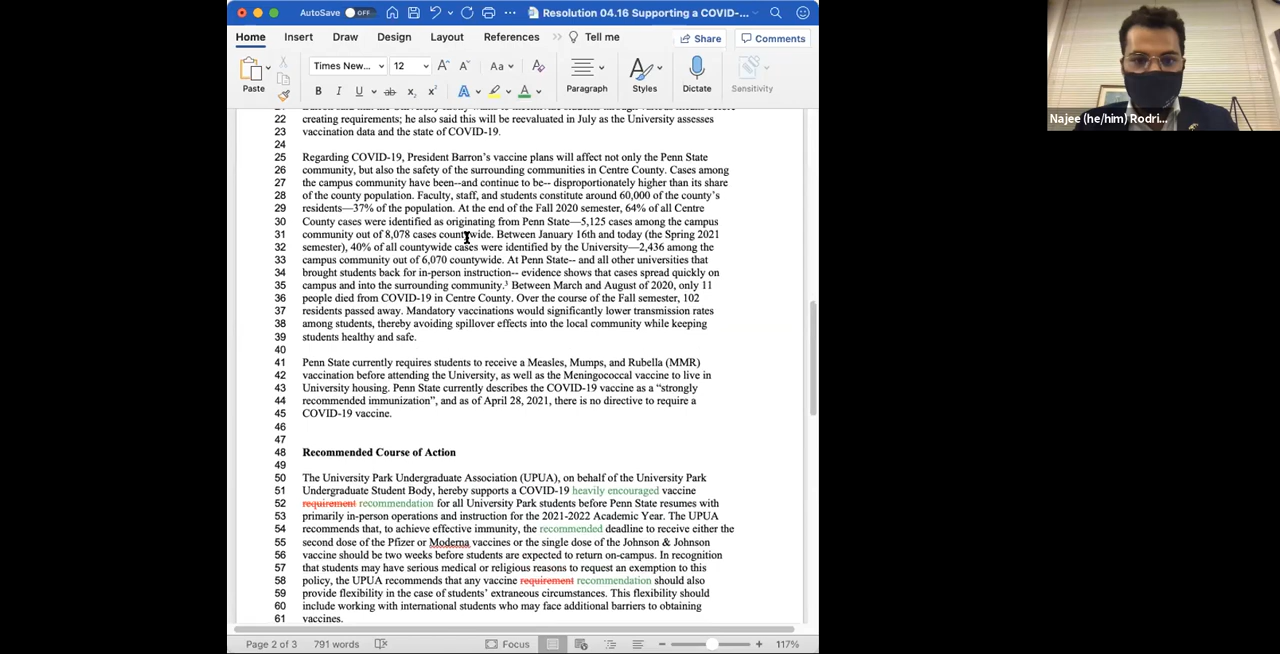 AutoSave OFF Resolution 04.16 Supporting a COVID-...
Home Insert Draw Design Layout References Tell me Share Comments
Times New... 12
Paste Paragraph Styles Dictate Sensitivity
22 creating requirements; he also said this will be reevaluated in July as the University assesses
23 vaccination data and the state of COVID-19.
24
25 Regarding COVID-19, President Barron’s vaccine plans will affect not only the Penn State
26 community, but also the safety of the surrounding communities in Centre County. Cases among
27 the campus community have been--and continue to be-- disproportionately higher than its share
28 of the county population. Faculty, staff, and students constitute around 60,000 of the county’s
29 residents—37% of the population. At the end of the Fall 2020 semester, 64% of all Centre
30 County cases were identified as originating from Penn State—5,125 cases among the campus
31 community out of 8,078 cases countywide. Between January 16th and today (the Spring 2021
32 semester), 40% of all countywide cases were identified by the University—2,436 among the
33 campus community out of 6,070 countywide. At Penn State-- and all other universities that
34 brought students back for in-person instruction-- evidence shows that cases spread quickly on
35 campus and into the surrounding community.³ Between March and August of 2020, only 11
36 people died from COVID-19 in Centre County. Over the course of the Fall semester, 102
37 residents passed away. Mandatory vaccinations would significantly lower transmission rates
38 among students, thereby avoiding spillover effects into the local community while keeping
39 students healthy and safe.
40
41 Penn State currently requires students to receive a Measles, Mumps, and Rubella (MMR)
42 vaccination before attending the University, as well as the Meningococcal vaccine to live in
43 University housing. Penn State currently describes the COVID-19 vaccine as a “strongly
44 recommended immunization”, and as of April 28, 2021, there is no directive to require a
45 COVID-19 vaccine.
46
47
48 Recommended Course of Action
49
50 The University Park Undergraduate Association (UPUA), on behalf of the University Park
51 Undergraduate Student Body, hereby supports a COVID-19 heavily encouraged vaccine
52 requirement recommendation for all University Park students before Penn State resumes with
53 primarily in-person operations and instruction for the 2021-2022 Academic Year. The UPUA
54 recommends that, to achieve effective immunity, the recommended deadline to receive either the
55 second dose of the Pfizer or Moderna vaccines or the single dose of the Johnson & Johnson
56 vaccine should be two weeks before students are expected to return on-campus. In recognition
57 that students may have serious medical or religious reasons to request an exemption to this
58 policy, the UPUA recommends that any vaccine requirement recommendation should also
59 provide flexibility in the case of students’ extraneous circumstances. This flexibility should
60 include working with international students who may face additional barriers to obtaining
61 vaccines.
Page 2 of 3 791 words Focus 117%
Najee (he/him) Rodri...